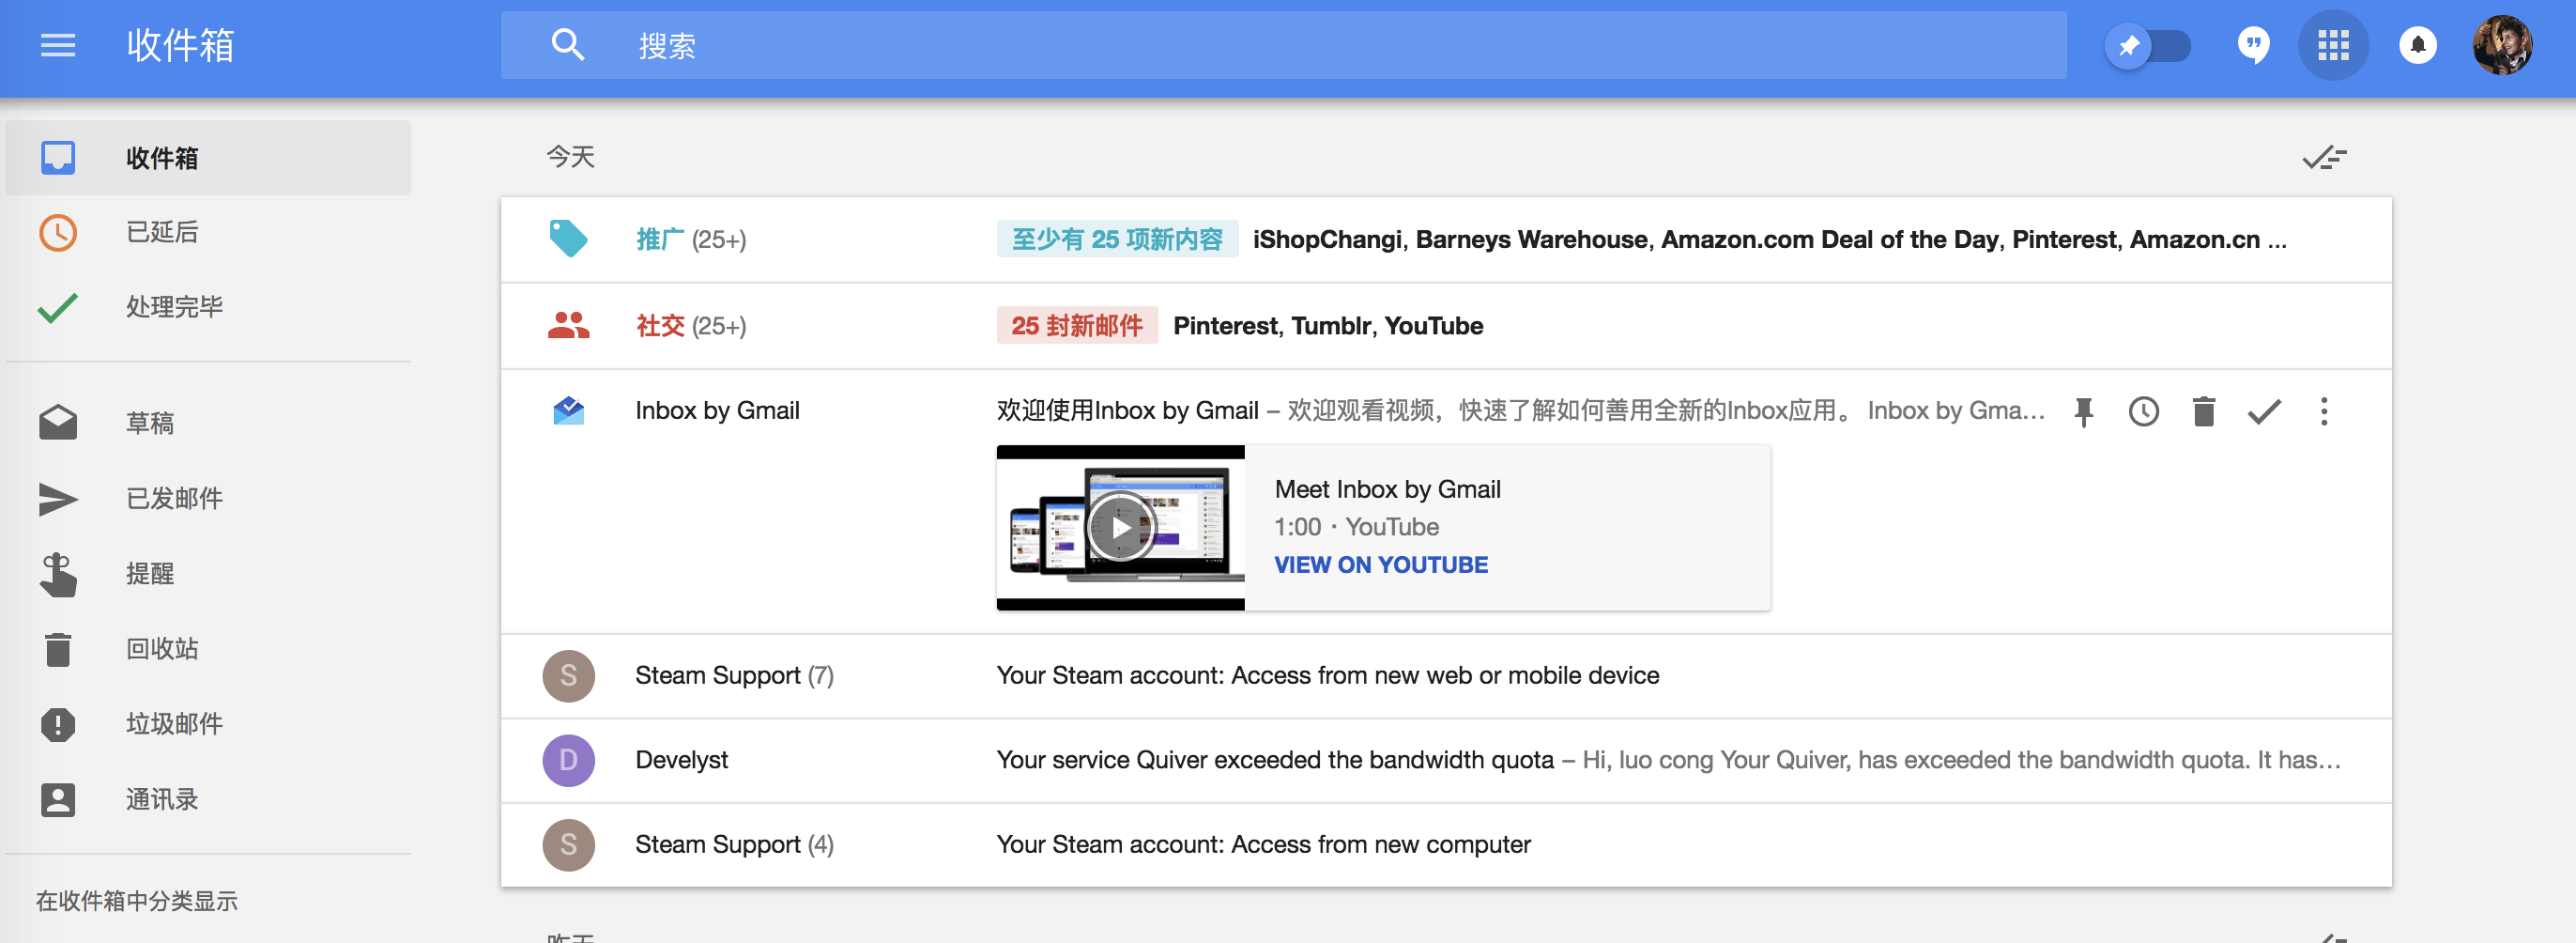 收件箱
搜索
收件箱
已延后
处理完毕
草稿
已发邮件
提醒
回收站
垃圾邮件
通讯录
在收件箱中分类显示
今天
推广 (25+) 至少有 25 项新内容 iShopChangi, Barneys Warehouse, Amazon.com Deal of the Day, Pinterest, Amazon.cn ...
社交 (25+) 25 封新邮件 Pinterest, Tumblr, YouTube
Inbox by Gmail 欢迎使用Inbox by Gmail – 欢迎观看视频，快速了解如何善用全新的Inbox应用。 Inbox by Gma...
Meet Inbox by Gmail
1:00 · YouTube
VIEW ON YOUTUBE
S Steam Support (7) Your Steam account: Access from new web or mobile device
D Develyst Your service Quiver exceeded the bandwidth quota – Hi, luo cong Your Quiver, has exceeded the bandwidth quota. It has...
S Steam Support (4) Your Steam account: Access from new computer
昨天